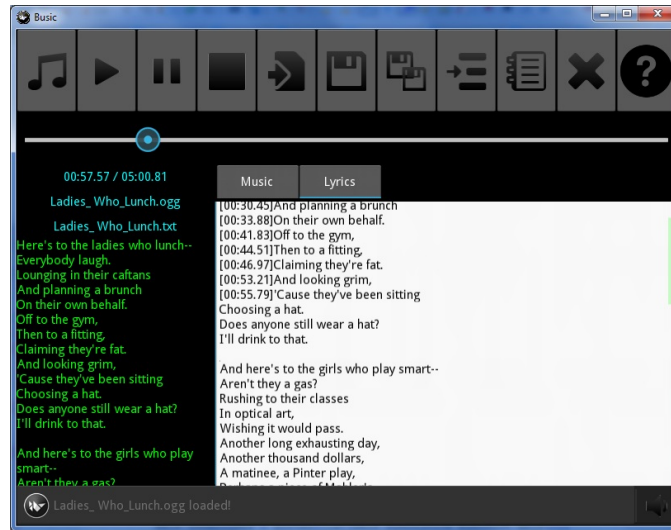 Busic
00:57.57 / 05:00.81
Ladies_ Who_Lunch.ogg
Ladies_ Who_Lunch.txt
Here's to the ladies who lunch--
Everybody laugh.
Lounging in their caftans
And planning a brunch
On their own behalf.
Off to the gym,
Then to a fitting,
Claiming they're fat.
And looking grim,
'Cause they've been sitting
Choosing a hat.
Does anyone still wear a hat?
I'll drink to that.
And here's to the girls who play
smart--
Aren't they a gas?
Music
Lyrics
[00:30.45]And planning a brunch
[00:33.88]On their own behalf.
[00:41.83]Off to the gym,
[00:44.51]Then to a fitting,
[00:46.97]Claiming they're fat.
[00:53.21]And looking grim,
[00:55.79]'Cause they've been sitting
Choosing a hat.
Does anyone still wear a hat?
I'll drink to that.
And here's to the girls who play smart--
Aren't they a gas?
Rushing to their classes
In optical art,
Wishing it would pass.
Another long exhausting day,
Another thousand dollars,
A matinee, a Pinter play,
Perhaps a piece of Mahler's
Ladies_ Who_Lunch.ogg loaded!